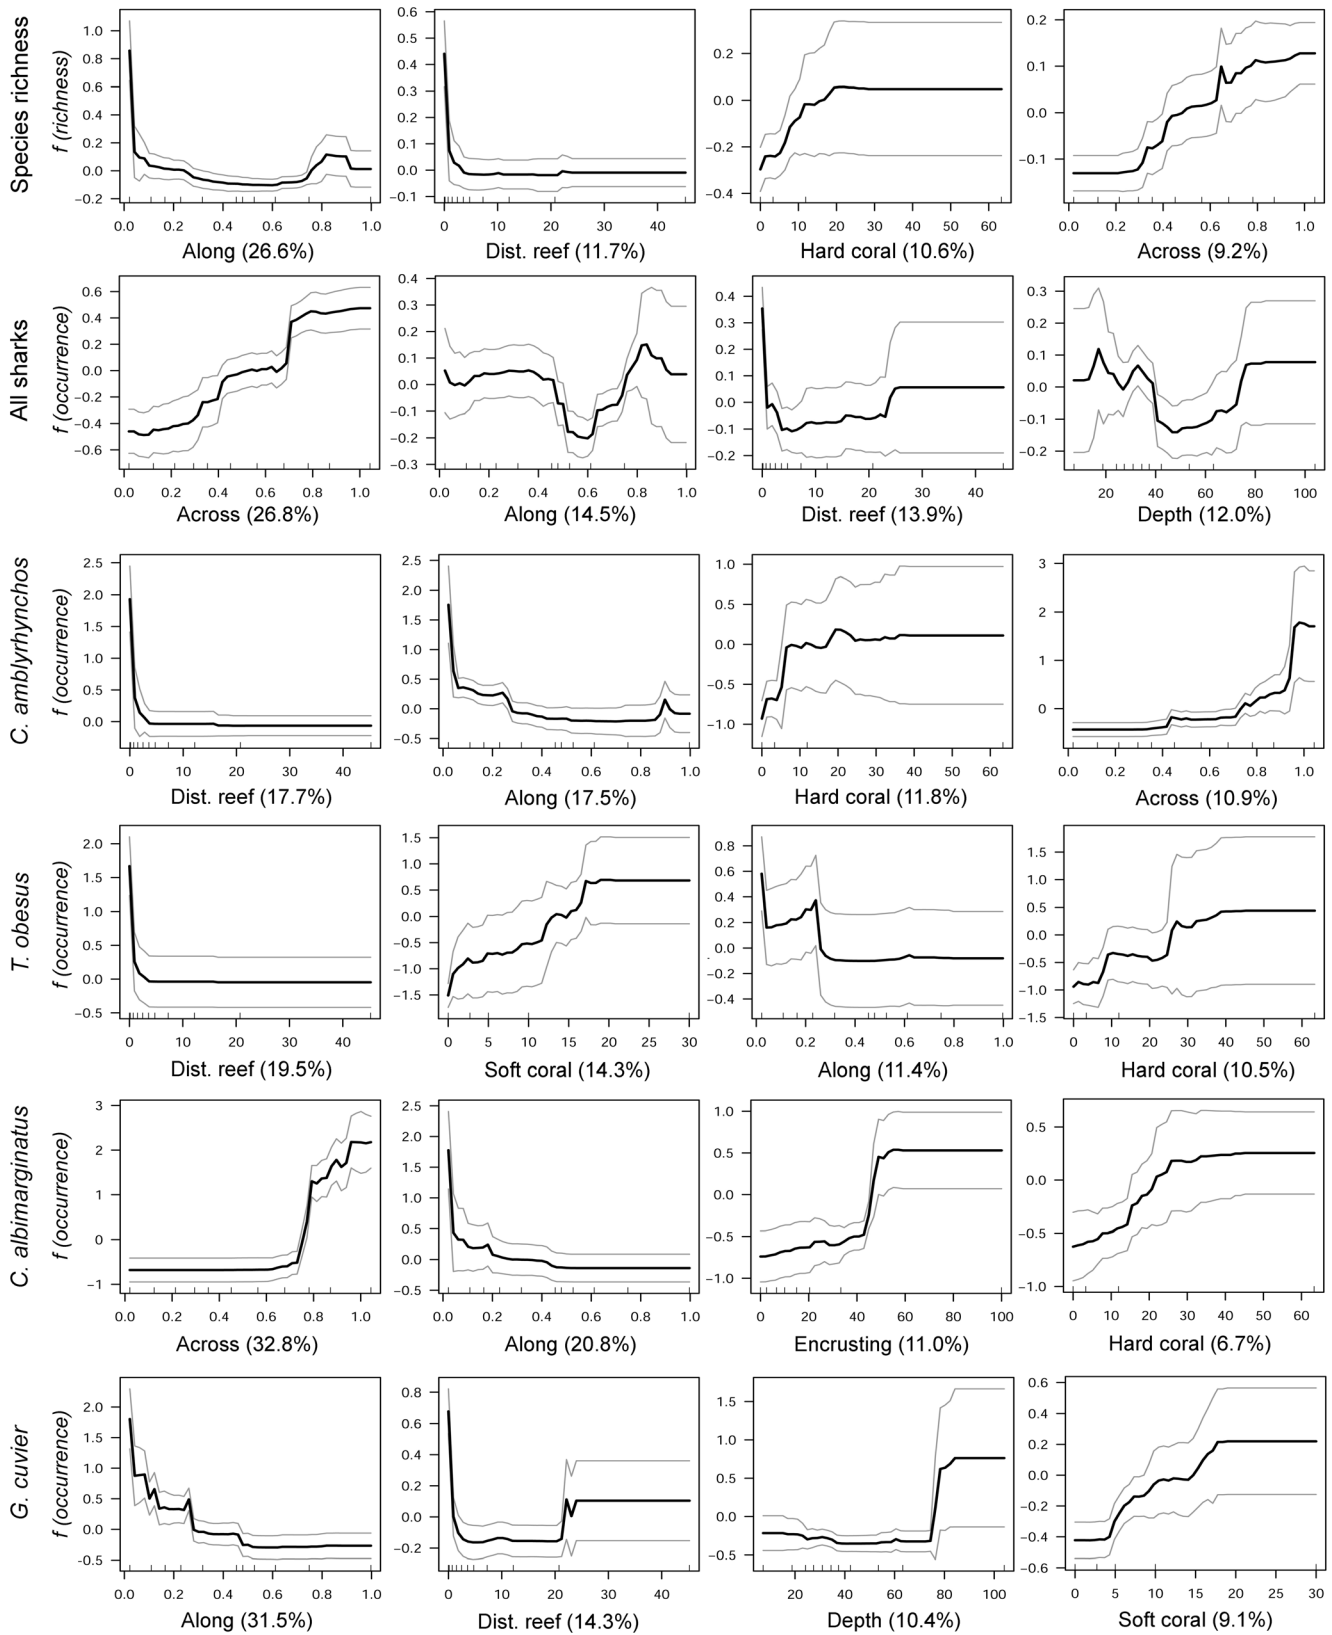 Species richness
f (richness)
1.0 0.8 0.6 0.4 0.2 0.0 −0.2
0.6 0.5 0.4 0.3 0.2 0.1 0.0 −0.1
0.2 0.0 −0.2 −0.4
0.2 0.1 0.0 −0.1
0.0 0.2 0.4 0.6 0.8 1.0
0 10 20 30 40
0 10 20 30 40 50 60
0.0 0.2 0.4 0.6 0.8 1.0
Along (26.6%)
Dist. reef (11.7%)
Hard coral (10.6%)
Across (9.2%)
All sharks
f (occurrence)
0.6 0.4 0.2 0.0 −0.2 −0.4 −0.6
0.4 0.3 0.2 0.1 0.0 −0.1 −0.2 −0.3
0.4 0.3 0.2 0.1 0.0 −0.1 −0.2
0.3 0.2 0.1 0.0 −0.1 −0.2
0.0 0.2 0.4 0.6 0.8 1.0
0.0 0.2 0.4 0.6 0.8 1.0
0 10 20 30 40
20 40 60 80 100
Across (26.8%)
Along (14.5%)
Dist. reef (13.9%)
Depth (12.0%)
C. amblyrhynchos
f (occurrence)
2.5 2.0 1.5 1.0 0.5 0.0
2.5 2.0 1.5 1.0 0.5 0.0 −0.5
1.0 0.5 0.0 −0.5 −1.0
3 2 1 0
0 10 20 30 40
0.0 0.2 0.4 0.6 0.8 1.0
0 10 20 30 40 50 60
0.0 0.2 0.4 0.6 0.8 1.0
Dist. reef (17.7%)
Along (17.5%)
Hard coral (11.8%)
Across (10.9%)
T. obesus
f (occurrence)
2.0 1.5 1.0 0.5 0.0 −0.5
1.5 1.0 0.5 0.0 −0.5 −1.0 −1.5
0.8 0.6 0.4 0.2 0.0 −0.2 −0.4
1.5 1.0 0.5 0.0 −0.5 −1.0 −1.5
0 10 20 30 40
0 5 10 15 20 25 30
0.0 0.2 0.4 0.6 0.8 1.0
0 10 20 30 40 50 60
Dist. reef (19.5%)
Soft coral (14.3%)
Along (11.4%)
Hard coral (10.5%)
C. albimarginatus
f (occurrence)
3 2 1 0 −1
2.5 2.0 1.5 1.0 0.5 0.0 −0.5
1.0 0.5 0.0 −0.5 −1.0
0.5 0.0 −0.5 −1.0
0.0 0.2 0.4 0.6 0.8 1.0
0.0 0.2 0.4 0.6 0.8 1.0
0 20 40 60 80 100
0 10 20 30 40 50 60
Across (32.8%)
Along (20.8%)
Encrusting (11.0%)
Hard coral (6.7%)
G. cuvier
f (occurrence)
2.0 1.5 1.0 0.5 0.0 −0.5
0.8 0.6 0.4 0.2 0.0 −0.2
1.5 1.0 0.5 0.0 −0.5
0.6 0.4 0.2 0.0 −0.2 −0.4 −0.6
0.0 0.2 0.4 0.6 0.8 1.0
0 10 20 30 40
20 40 60 80 100
0 5 10 15 20 25 30
Along (31.5%)
Dist. reef (14.3%)
Depth (10.4%)
Soft coral (9.1%)